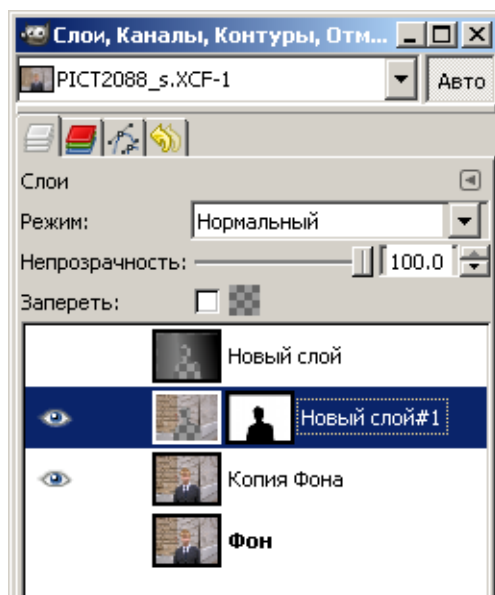 Слои, Каналы, Контуры, Отм...
PICT2088_s.XCF-1
Авто
Слои
Режим: Нормальный
Непрозрачность: 100.0
Запереть:
Новый слой
Новый слой#1
Копия Фона
Фон